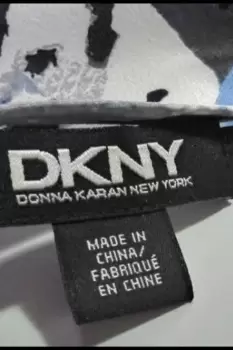 DKNY
DONNA KARAN NEW YORK
MADE IN
CHINA/
FABRIQUÉ
EN CHINE